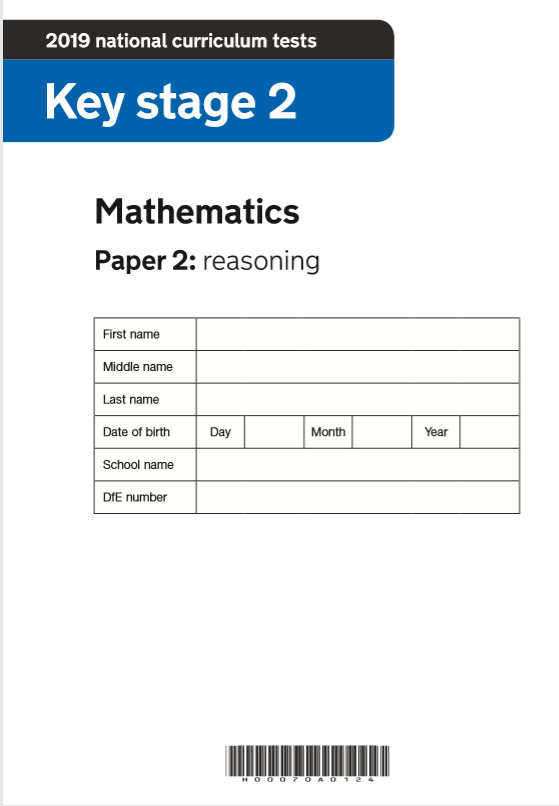 2019 national curriculum tests
Key stage 2
Mathematics
Paper 2: reasoning
First name
Middle name
Last name
Date of birth Day Month Year
School name
DfE number
H00070A0124